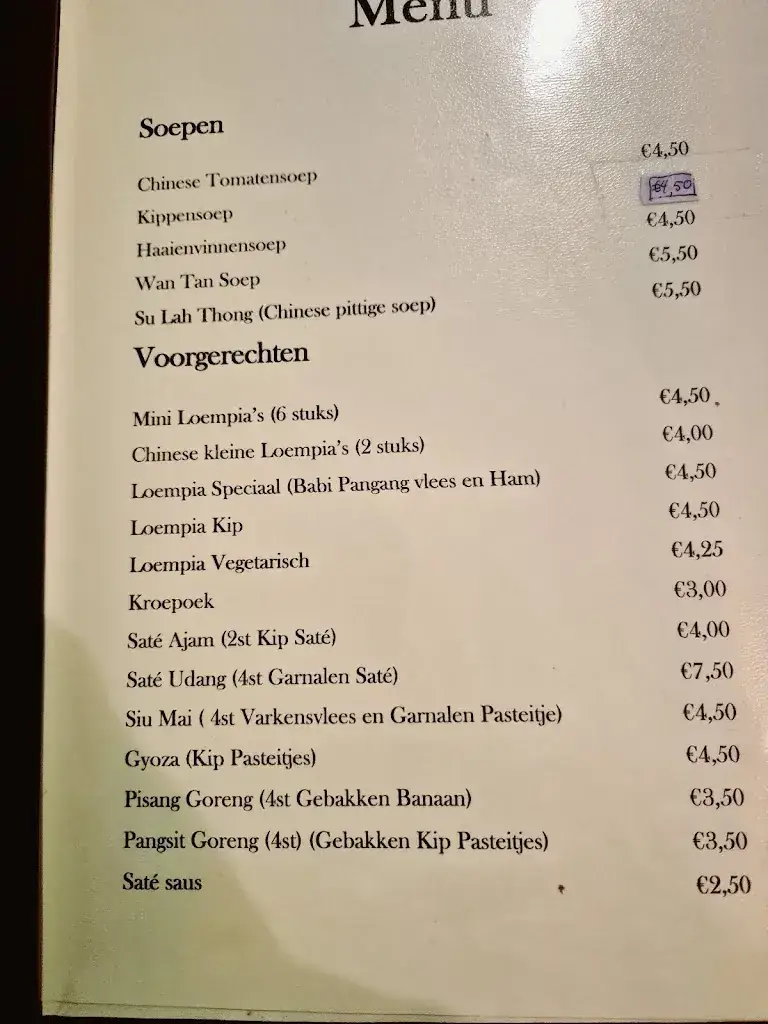 Menu
Soepen
Chinese Tomatensoep €4,50
Kippensoep €4,50
Haaienvinnensoep €4,50
Wan Tan Soep €5,50
Su Lah Thong (Chinese pittige soep) €5,50
Voorgerechten
Mini Loempia's (6 stuks) €4,50
Chinese kleine Loempia's (2 stuks) €4,00
Loempia Speciaal (Babi Pangang vlees en Ham) €4,50
Loempia Kip €4,50
Loempia Vegetarisch €4,25
Kroepoek €3,00
Saté Ajam (2st Kip Saté) €4,00
Saté Udang (4st Garnalen Saté) €7,50
Siu Mai ( 4st Varkensvlees en Garnalen Pasteitje) €4,50
Gyoza (Kip Pasteitjes) €4,50
Pisang Goreng (4st Gebakken Banaan) €3,50
Pangsit Goreng (4st) (Gebakken Kip Pasteitjes) €3,50
Saté saus €2,50